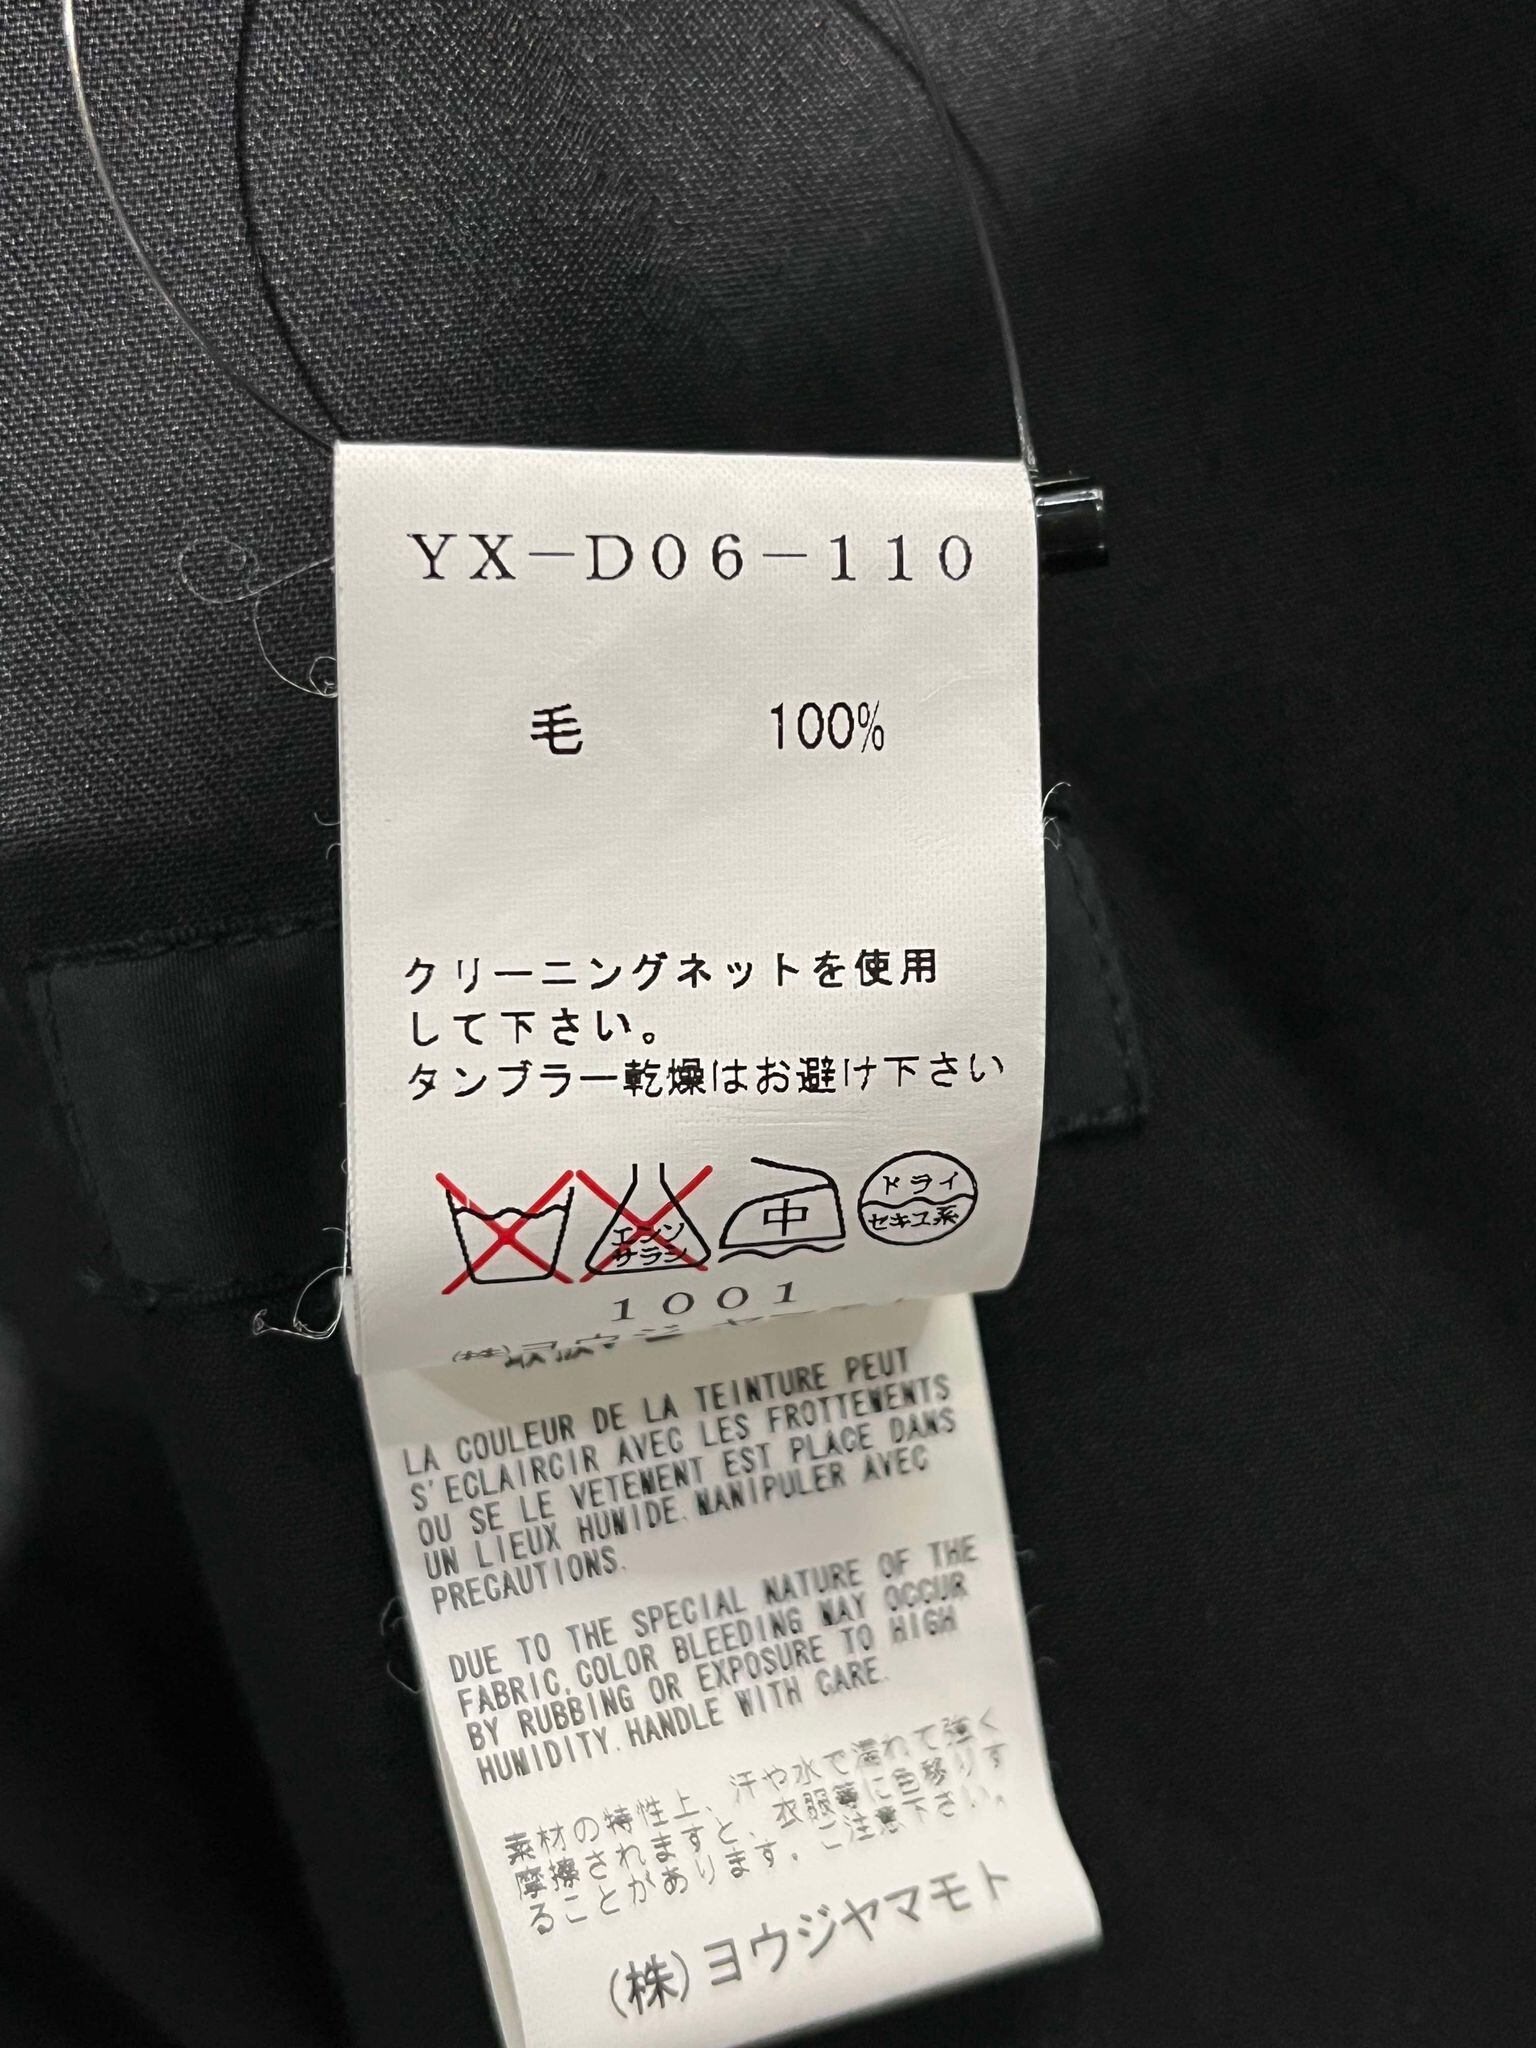 YX-D06-110
毛 100%
クリーニングネットを使用
して下さい。
タンブラー乾燥はお避け下さい
エンソ
サラシ
中
ドライ
セキユ系
1001
LA COULEUR DE LA TEINTURE PEUT
S'ECLAIRCIR AVEC LES FROTTEMENTS
OU SE LE VETEMENT EST PLACE DANS
UN LIEUX HUMIDE. MANIPULER AVEC
PRECAUTIONS.
DUE TO THE SPECIAL NATURE OF THE
FABRIC, COLOR BLEEDING MAY OCCUR
BY RUBBING OR EXPOSURE TO HIGH
HUMIDITY. HANDLE WITH CARE.
素材の特性上、汗や水で濡れて強く
摩擦されますと、衣服等に色移りす
ることがあります。ご注意下さい。
(株)ヨウジヤマモト